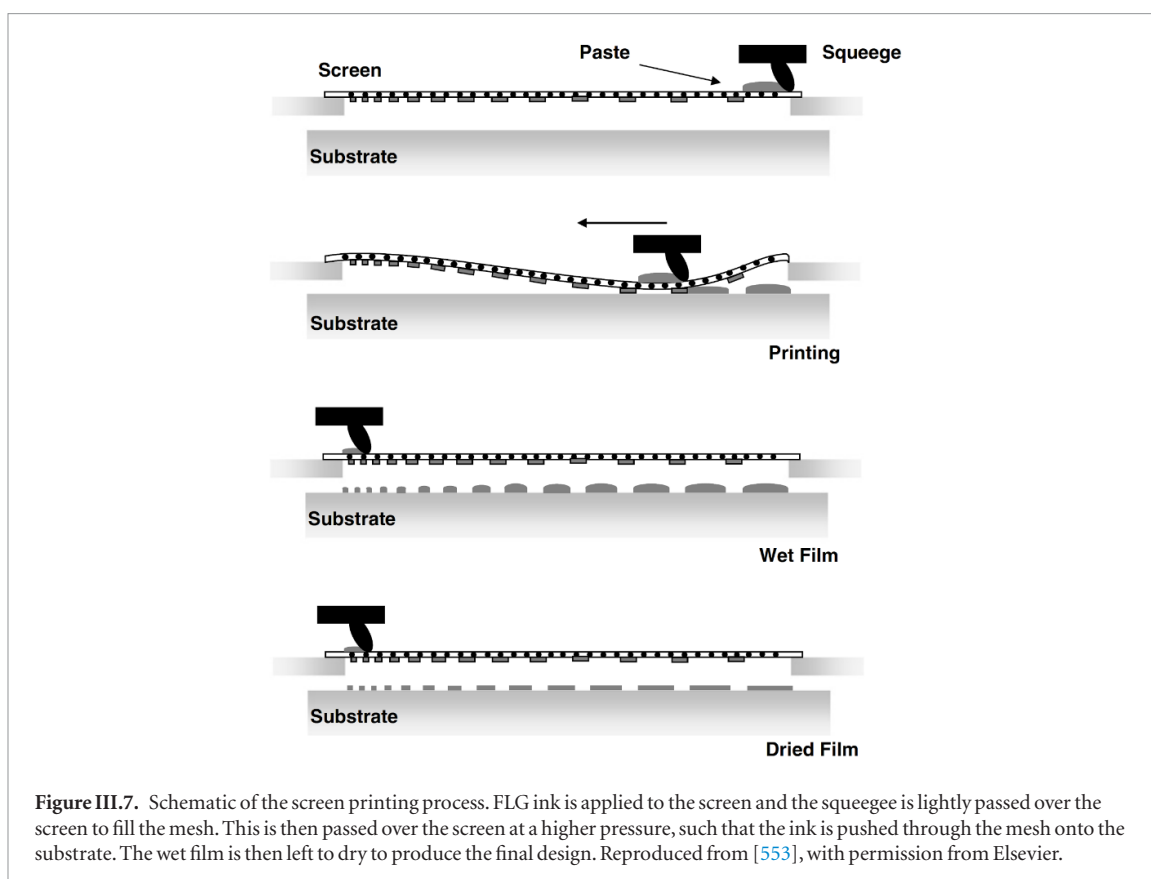 Paste
Squeege
Screen
Substrate
Substrate
Printing
Substrate
Wet Film
Substrate
Dried Film
Figure III.7. Schematic of the screen printing process. FLG ink is applied to the screen and the squeegee is lightly passed over the
screen to fill the mesh. This is then passed over the screen at a higher pressure, such that the ink is pushed through the mesh onto the
substrate. The wet film is then left to dry to produce the final design. Reproduced from [553], with permission from Elsevier.